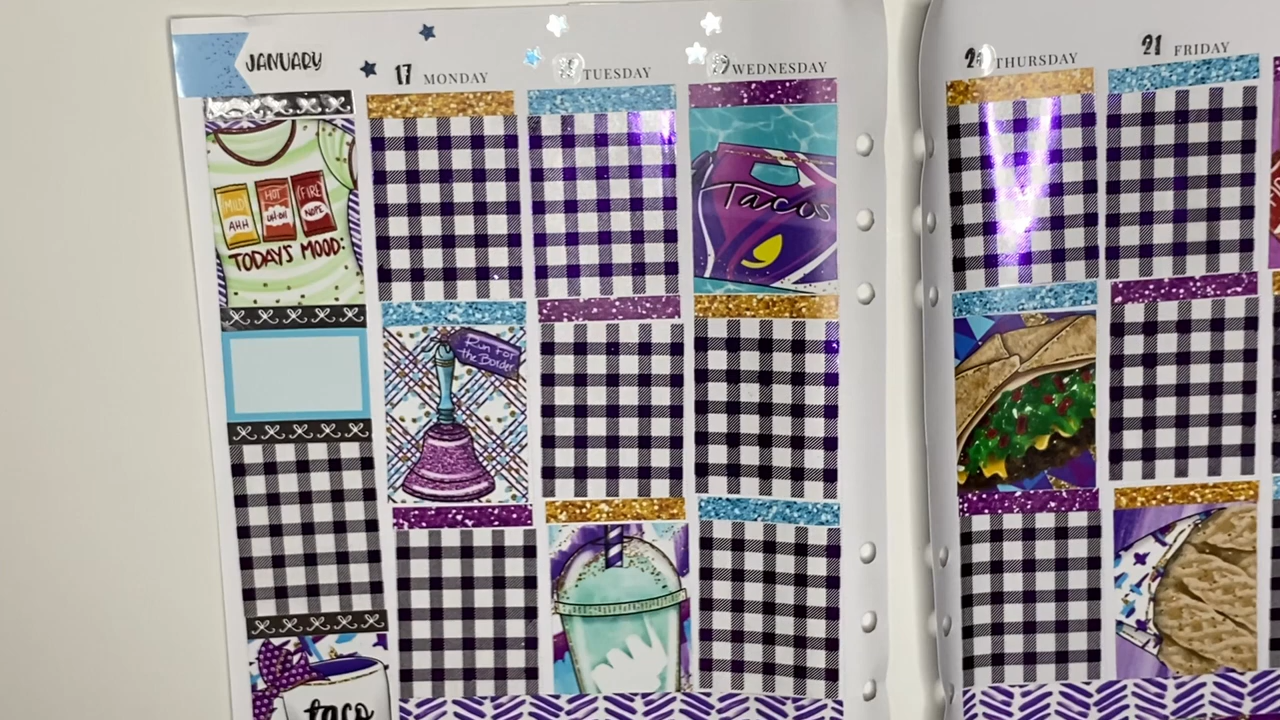 JANUARY
17 MONDAY
TUESDAY
WEDNESDAY
THURSDAY
21 FRIDAY
MILD
AHH
HOT
UH-OH
FIRE
NOPE
TODAY'S MOOD:
Run For
the Border
Tacos
taco